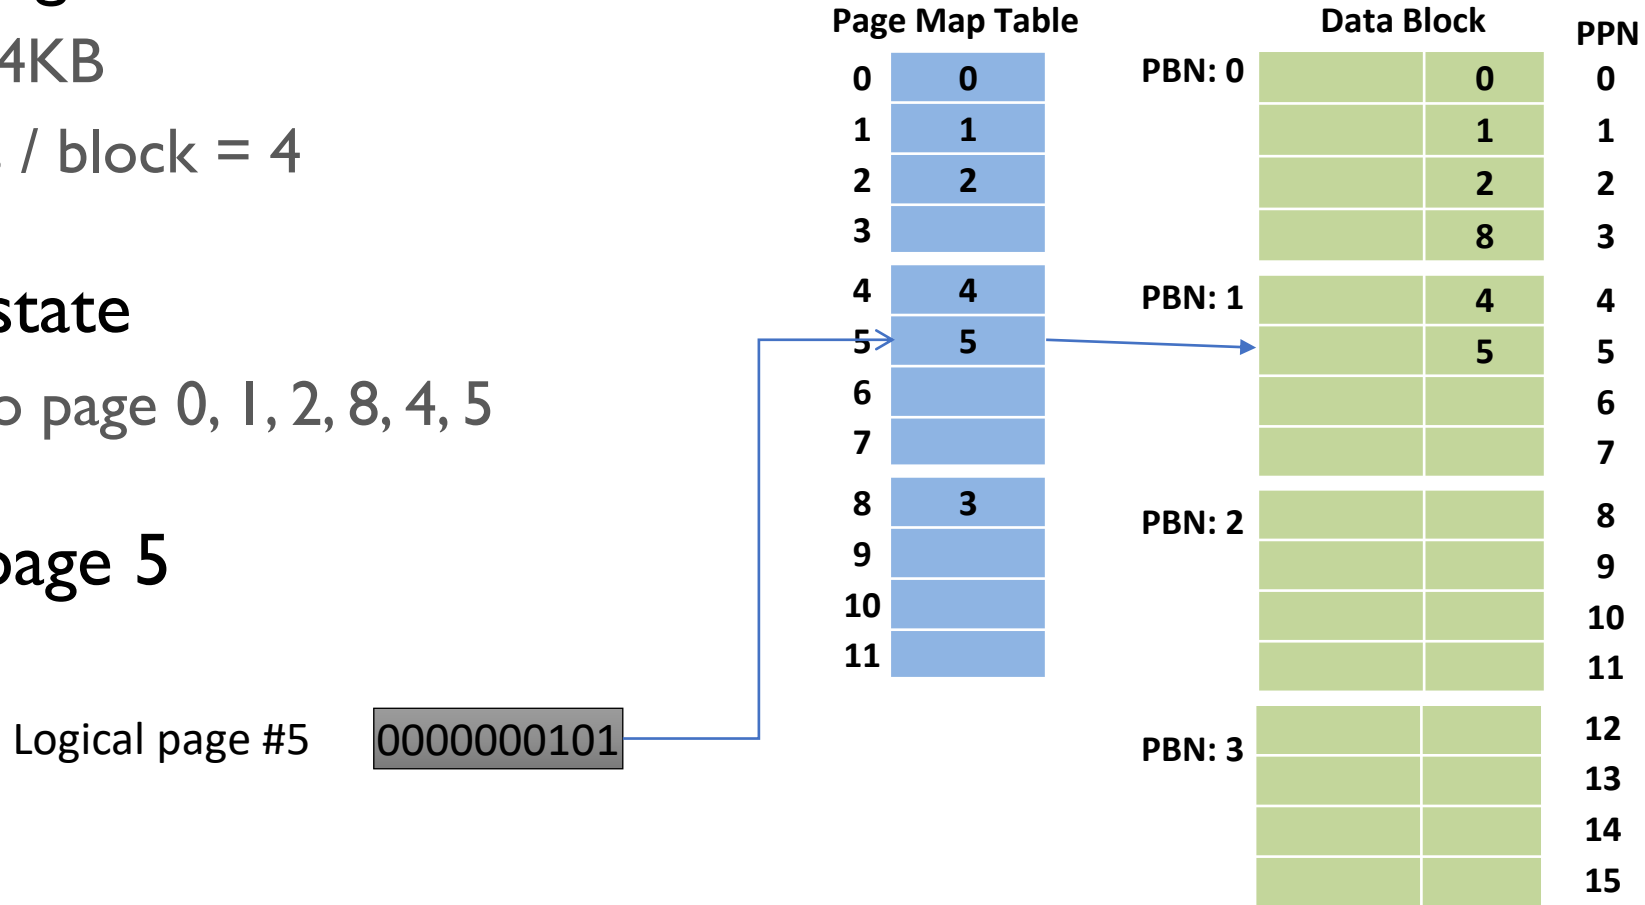 4KB
/ block = 4
state
page 0, 1, 2, 8, 4, 5
page 5
Logical page #5 0000000101
Page Map Table
0 0
1 1
2 2
3
4 4
5 5
6
7
8 3
9
10
11
Data Block PPN
PBN: 0 0 0
1 1
2 2
8 3
PBN: 1 4 4
5 5
6
7
PBN: 2 8
9
10
11
PBN: 3 12
13
14
15